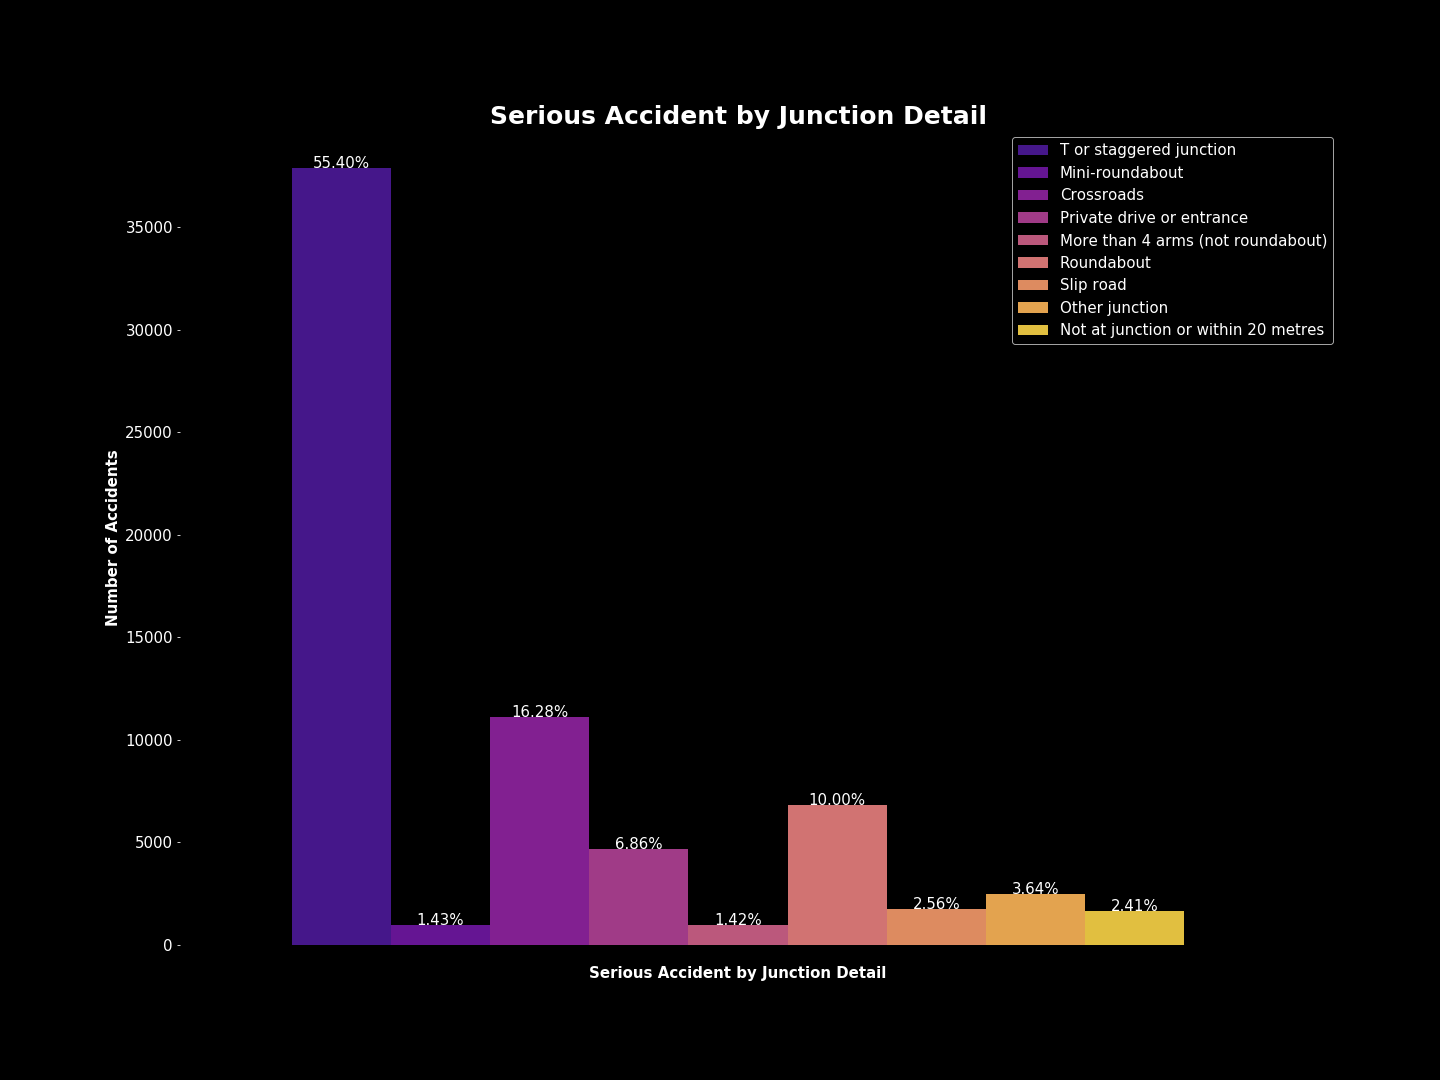 Serious Accident by Junction Detail
T or staggered junction
Mini-roundabout
Crossroads
Private drive or entrance
More than 4 arms (not roundabout)
Roundabout
Slip road
Other junction
Not at junction or within 20 metres
Number of Accidents
35000
30000
25000
20000
15000
10000
5000
0
55.40%
1.43%
16.28%
6.86%
1.42%
10.00%
2.56%
3.64%
2.41%
Serious Accident by Junction Detail